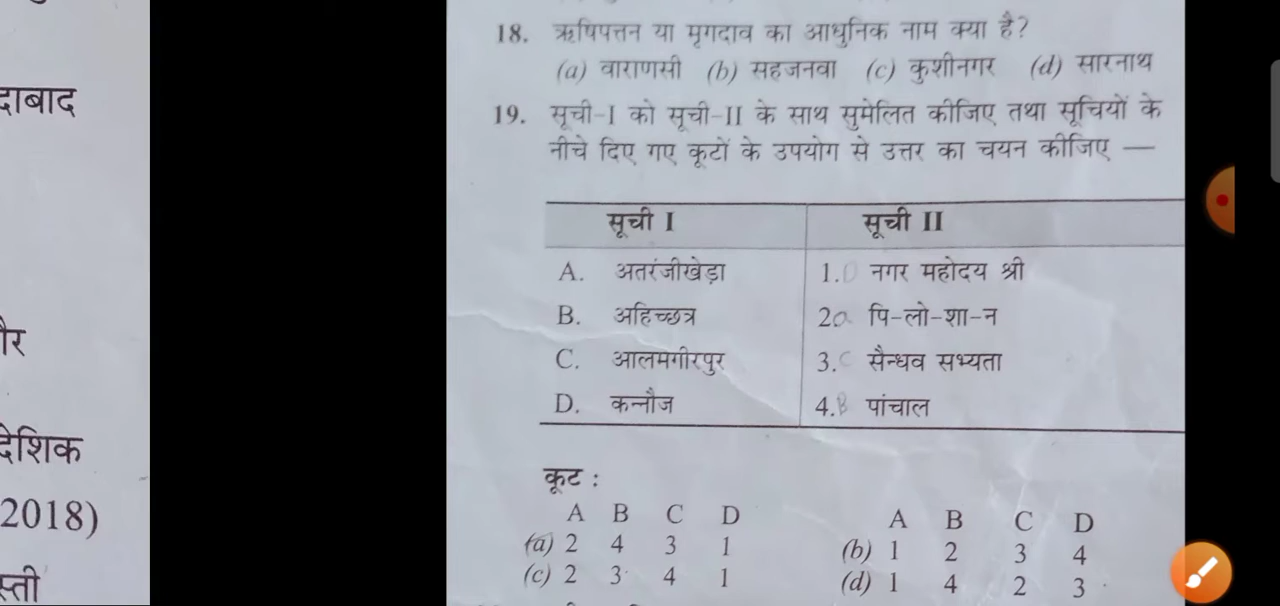 दाबाद
देशिक
2018)
स्ती
18. ऋषिपत्तन या मृगदाव का आधुनिक नाम क्या है?
(a) वाराणसी (b) सहजनवा (c) कुशीनगर (d) सारनाथ
19. सूची-I को सूची-II के साथ सुमेलित कीजिए तथा सूचियों के
नीचे दिए गए कूटों के उपयोग से उत्तर का चयन कीजिए —
सूची I सूची II
A. अतरंजीखेड़ा 1. D नगर महोदय श्री
B. अहिच्छत्र 2 a पि-लो-शा-न
C. आलमगीरपुर 3. C सैन्धव सभ्यता
D. कन्नौज 4. B पांचाल
कूट :
A B C D A B C D
(a) 2 4 3 1 (b) 1 2 3 4
(c) 2 3 4 1 (d) 1 4 2 3